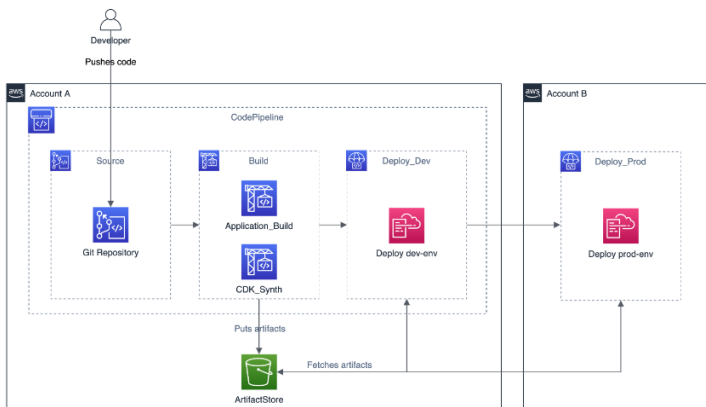 Developer
Pushes code
aws
Account A
aws
Account B
CodePipeline
Source
Build
Deploy_Dev
Deploy_Prod
Application_Build
Git Repository
Deploy dev-env
Deploy prod-env
CDK_Synth
Puts artifacts
Fetches artifacts
ArtifactStore